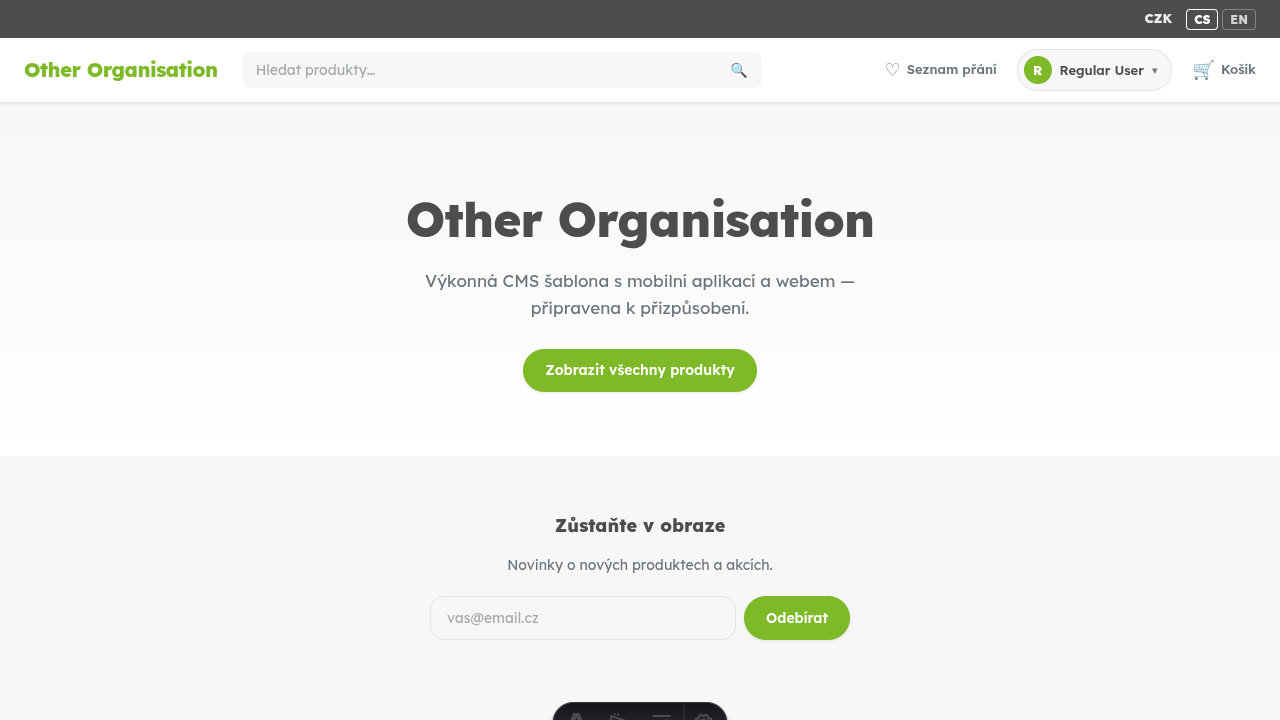 CZK
CS
EN
Other Organisation
Hledat produkty...
Seznam přání
R
Regular User
Košík
Other Organisation
Výkonná CMS šablona s mobilní aplikací a webem —
připravena k přizpůsobení.
Zobrazit všechny produkty
Zůstaňte v obraze
Novinky o nových produktech a akcích.
vas@email.cz
Odebírat